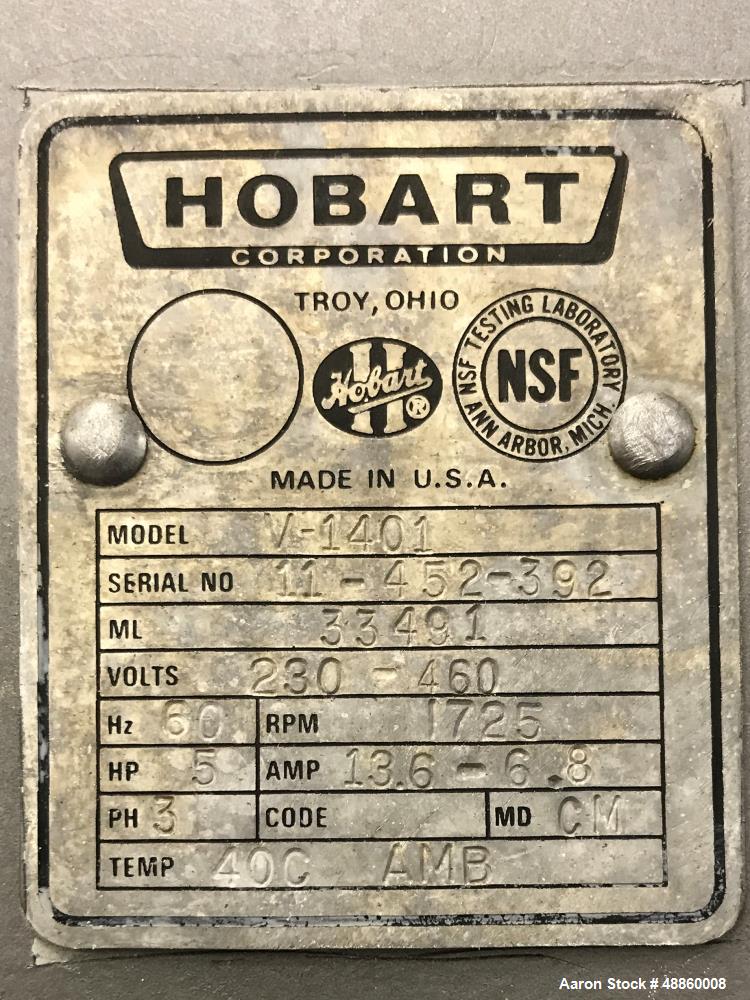 HOBART
CORPORATION
TROY, OHIO
Hobart ®
NSF TESTING LABORATORY
NSF
ANN ARBOR, MICH.
MADE IN U.S.A.
MODEL V-1401
SERIAL NO 11-452-392
ML 33491
VOLTS 230 - 460
Hz 60 RPM 1725
HP 5 AMP 13.6 - 6.8
PH 3 CODE MD CM
TEMP 40C AMB
Aaron Stock # 48860008